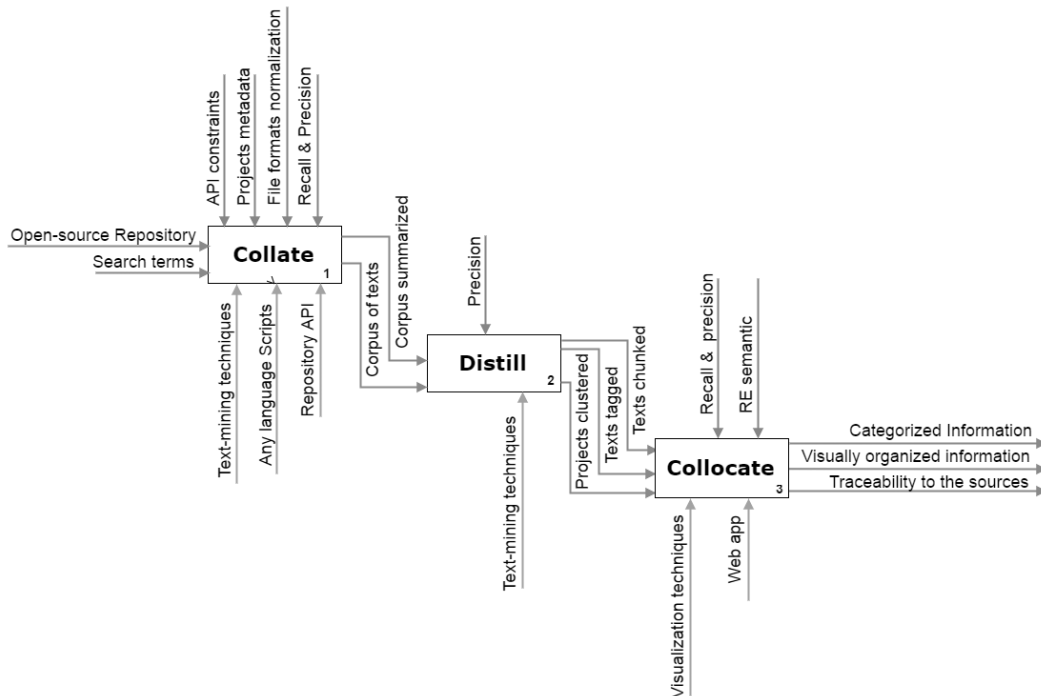 API constraints
Projects metadata
File formats normalization
Recall & Precision
Open-source Repository
Search terms
Collate
1
Text-mining techniques
Any language Scripts
Repository API
Corpus of texts
Corpus summarized
Precision
Distill
2
Text-mining techniques
Projects clustered
Texts tagged
Texts chunked
Recall &  precision
RE semantic
Collocate
3
Visualization techniques
Web app
Categorized Information
Visually organized information
Traceability to the sources